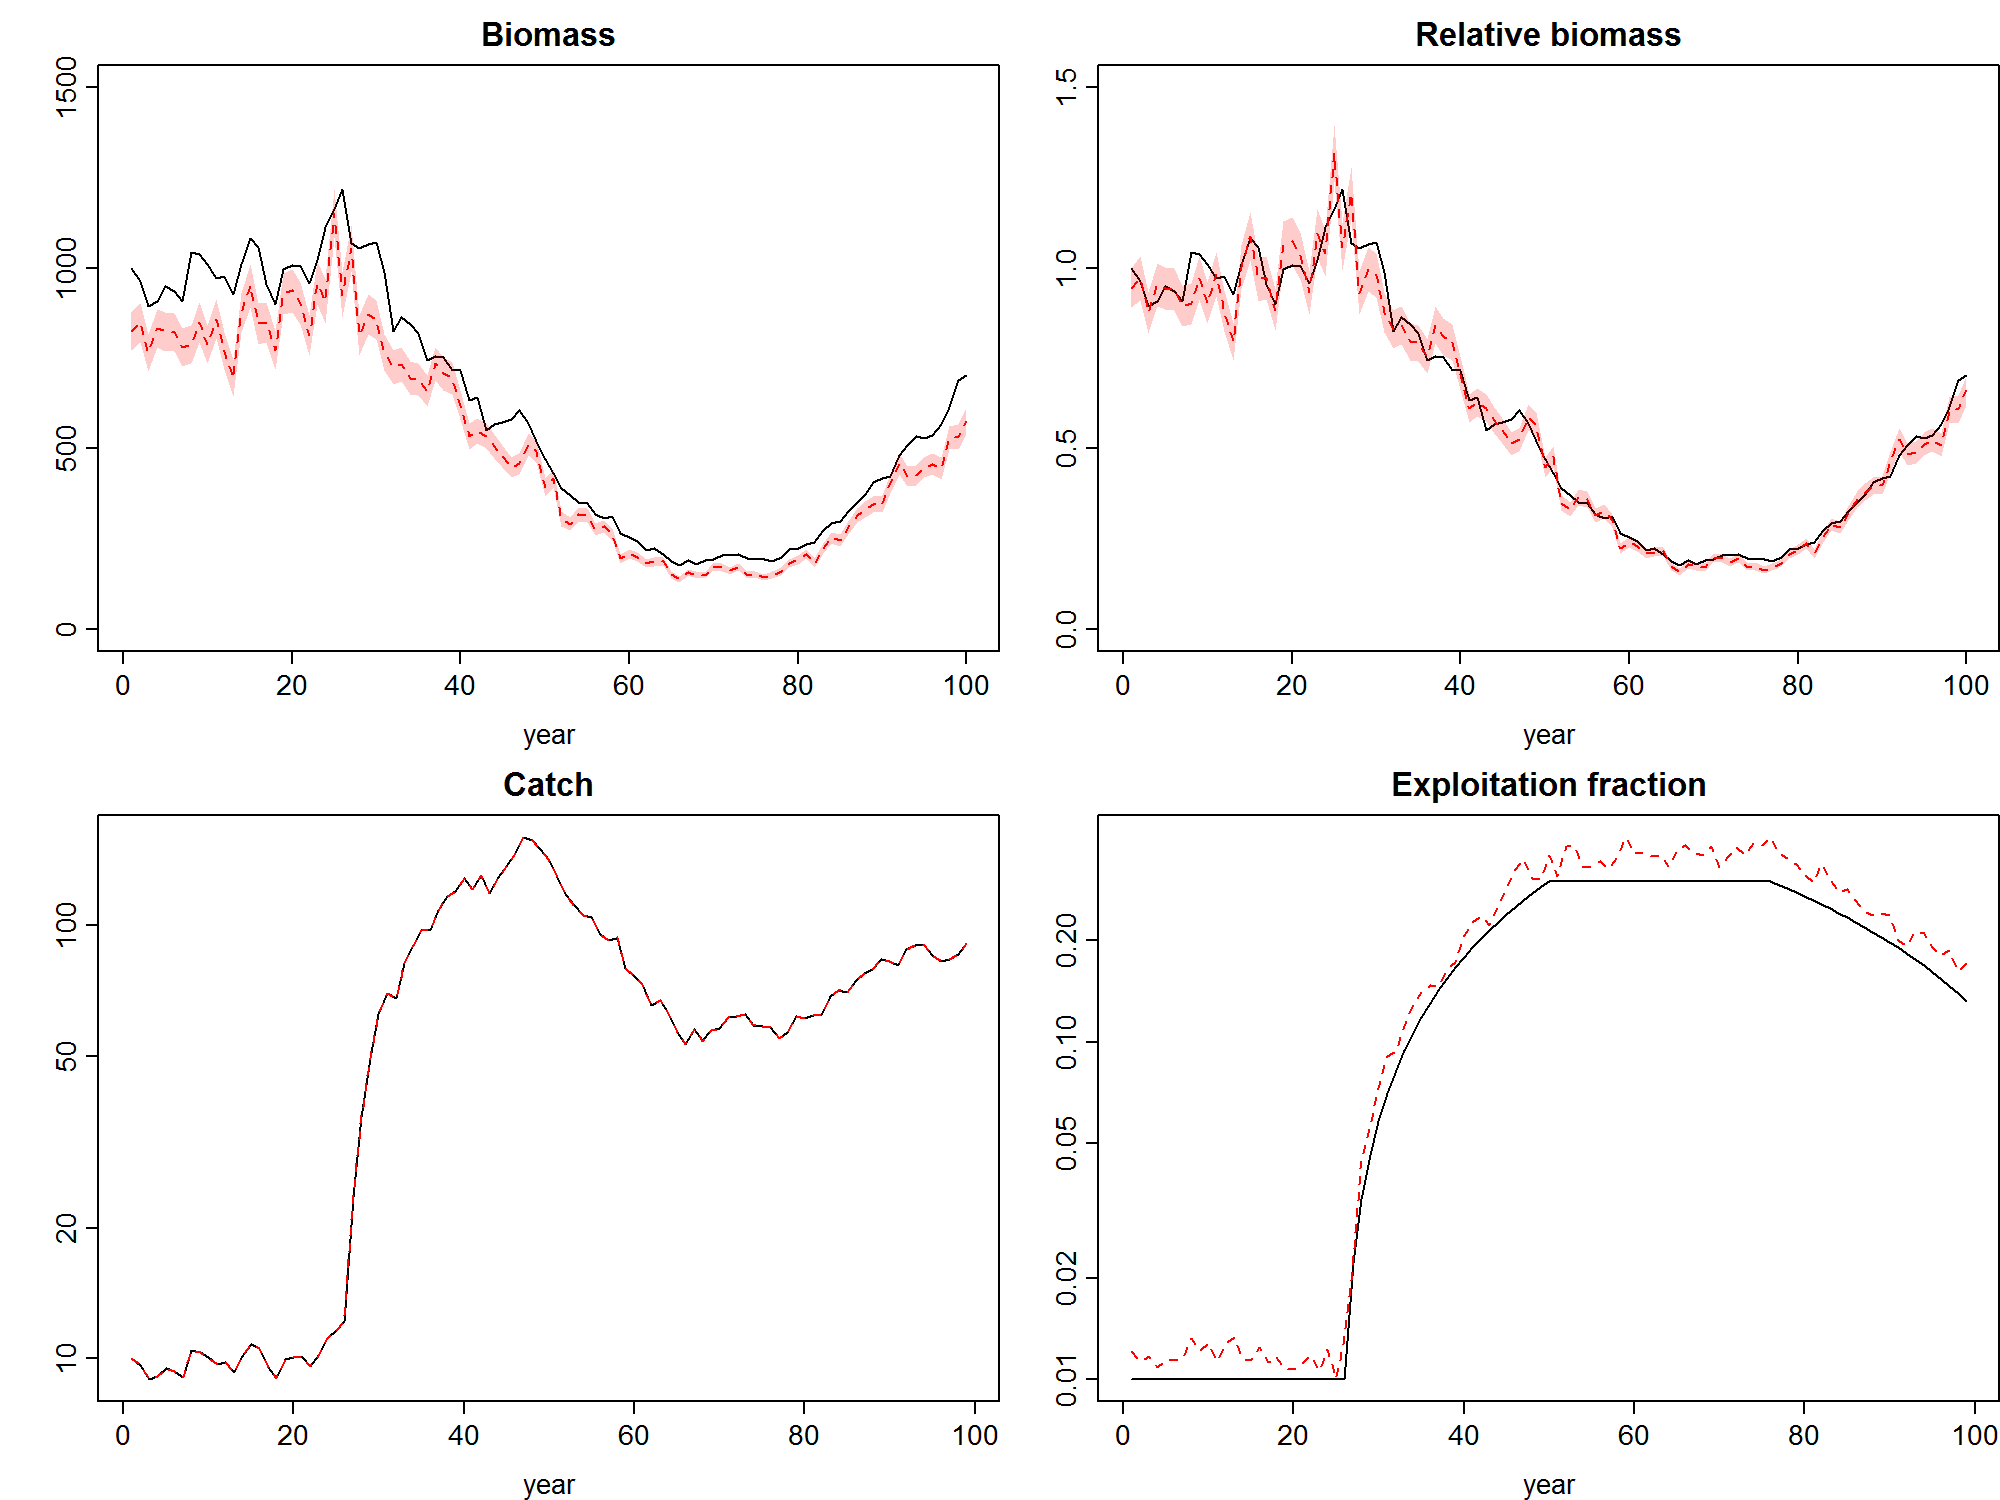 Biomass
1500
1000
500
0
0 20 40 60 80 100
year
Relative biomass
1.5
1.0
0.5
0.0
0 20 40 60 80 100
year
Catch
100
50
20
10
0 20 40 60 80 100
year
Exploitation fraction
0.20
0.10
0.05
0.02
0.01
0 20 40 60 80 100
year